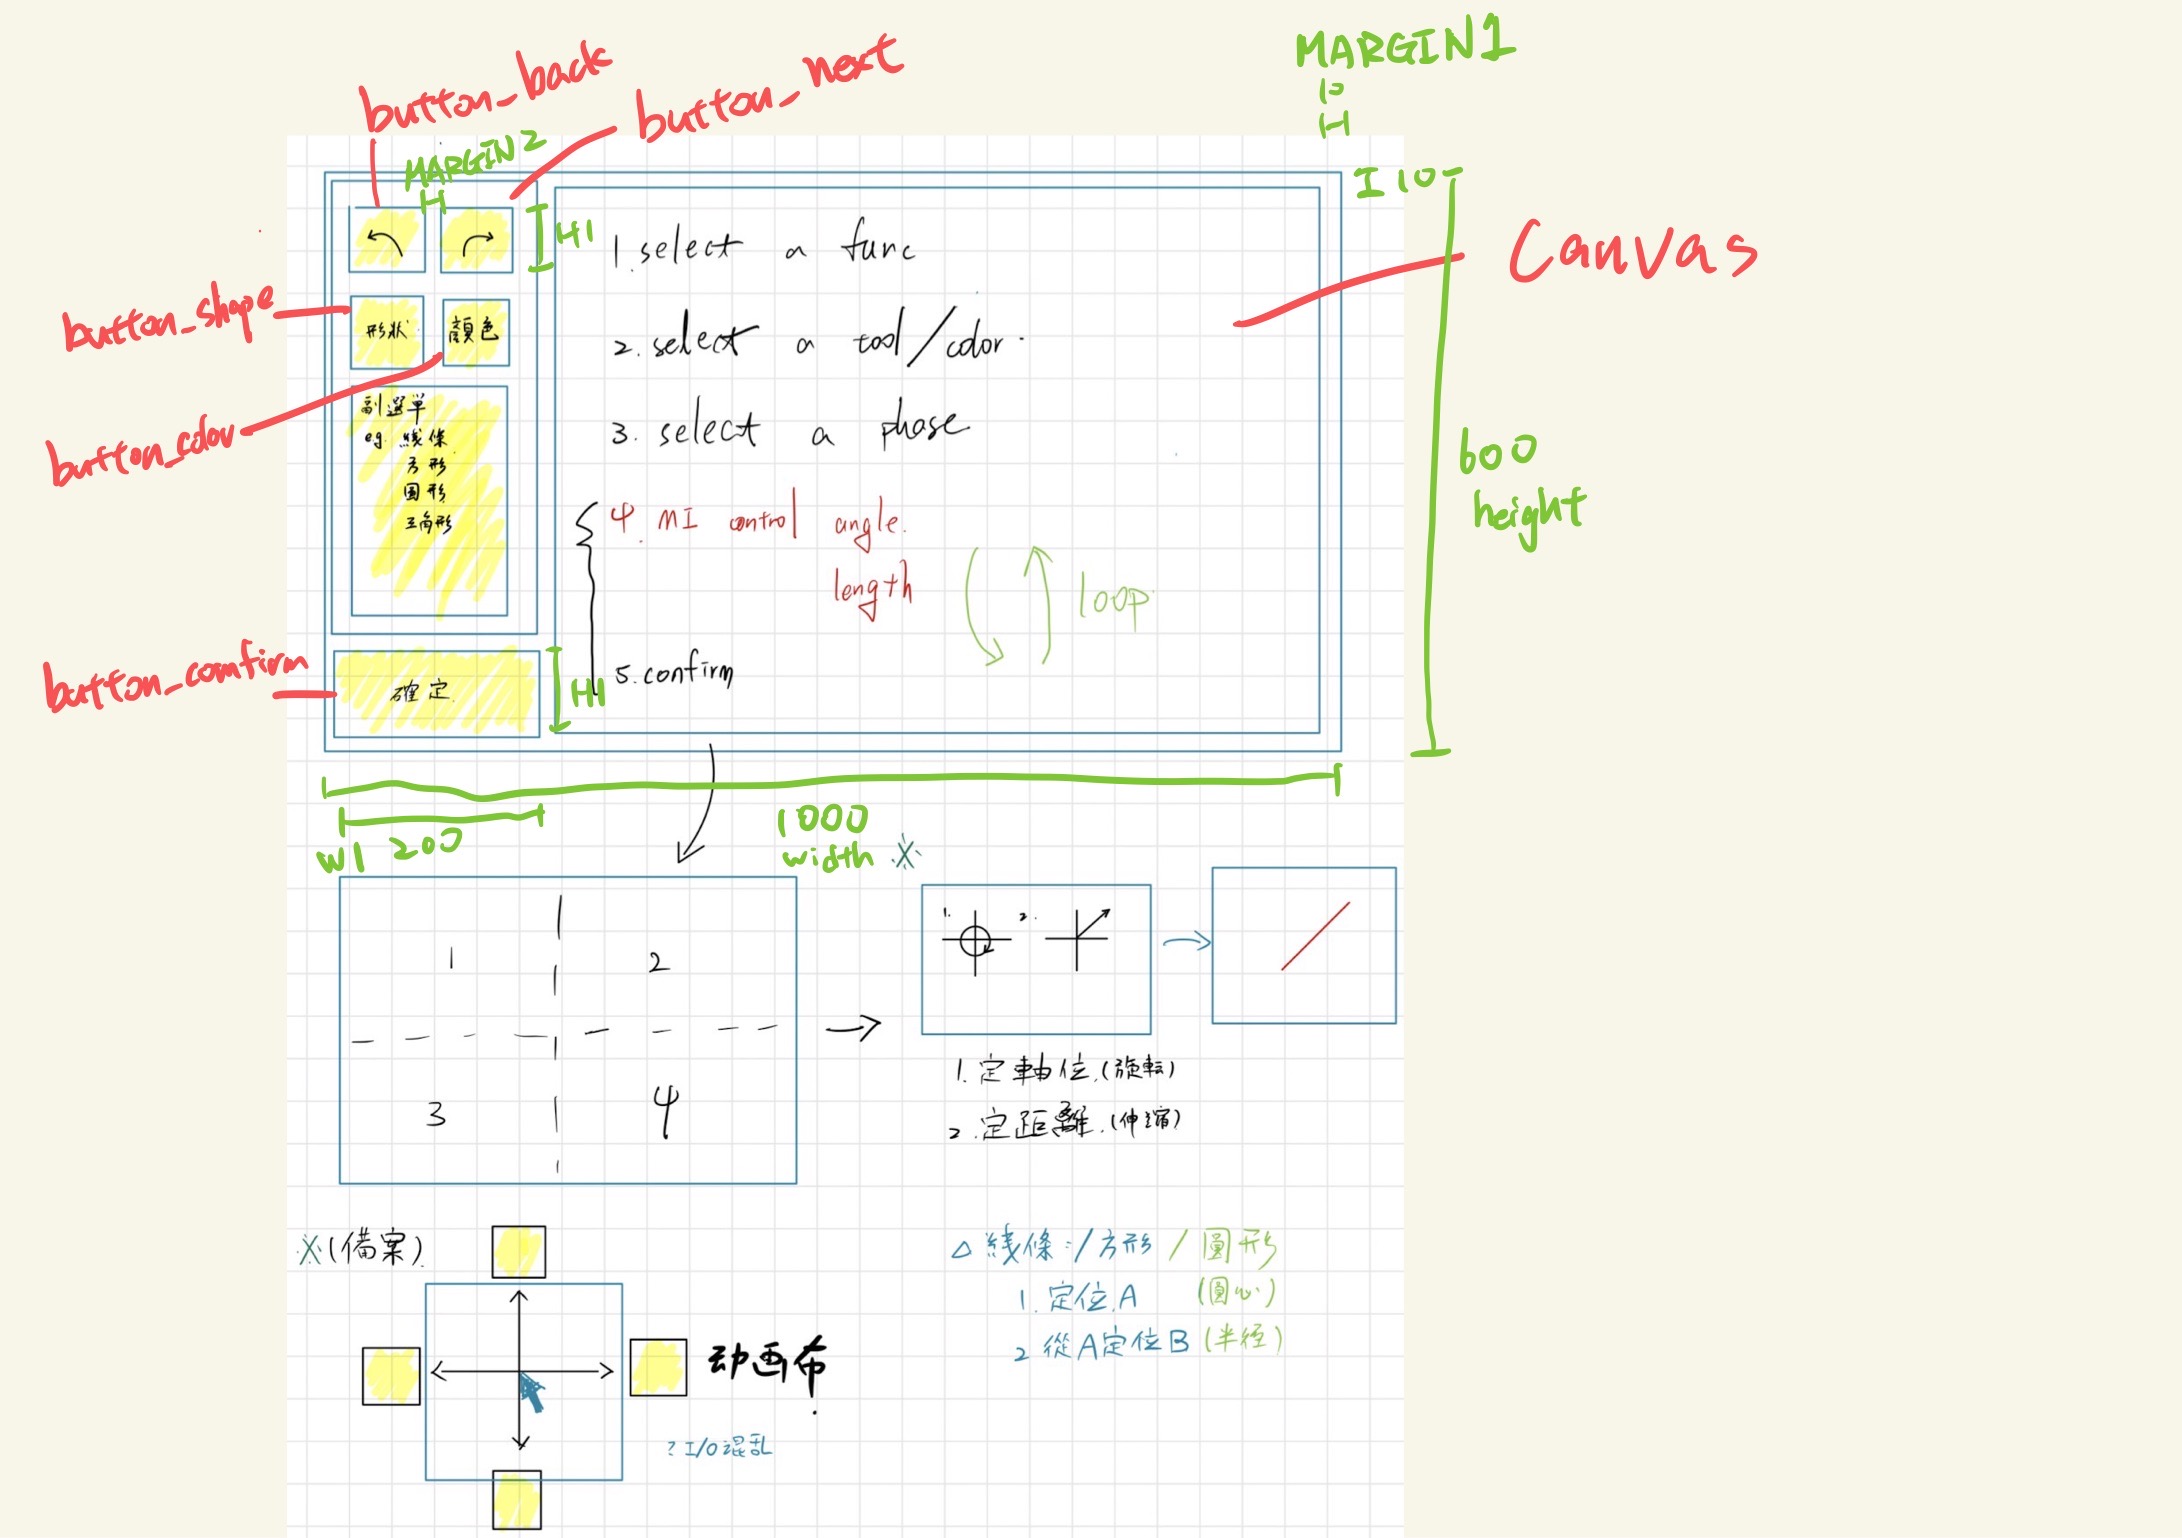 MARGIN1
10
H
button_back
button_next
MARGIN2
H
I 10
H1
Canvas
1. select a func
button_shape
形状
顏色
2. select a tool/color.
button_color
副選單
eg. 線條
方形
圓形
三角形
3. select a phase
600
height
4. MI control angle.
length
loop
button_comfirm
確定
H1
5. confirm
W1 200
1000
width ※
1
2
3
4
1.
2.
1. 定軸位.(旋転)
2. 定距離.(伸缩)
※(備案)
动画布
? I/O混乱
△ 線條:/方形/圓形
1. 定位.A (圓心)
2 從A定位B (半径)